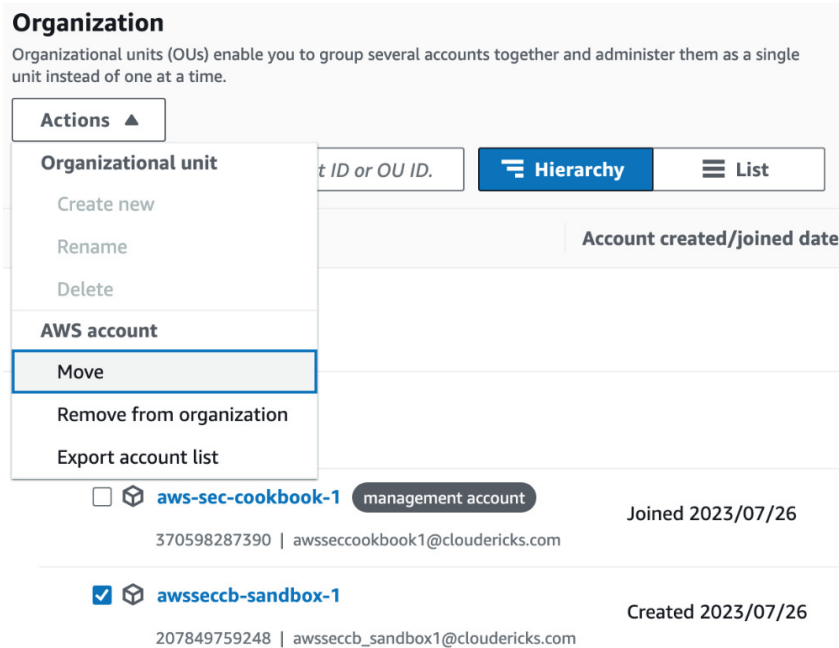 Organization
Organizational units (OUs) enable you to group several accounts together and administer them as a single
unit instead of one at a time.
Actions
Organizational unit
Create new
Rename
Delete
AWS account
Move
Remove from organization
Export account list
t ID or OU ID.
Hierarchy
List
Account created/joined date
aws-sec-cookbook-1 management account
Joined 2023/07/26
370598287390 | awsseccookbook1@cloudericks.com
awsseccb-sandbox-1
Created 2023/07/26
207849759248 | awsseccb_sandbox1@cloudericks.com